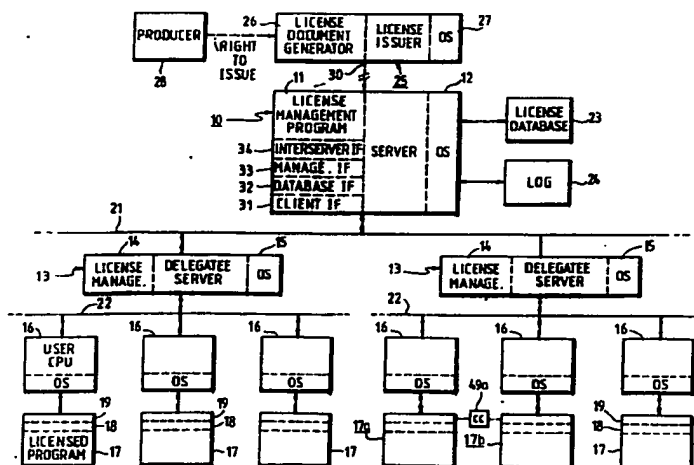 26 LICENSE DOCUMENT GENERATOR LICENSE ISSUER OS 27
PRODUCER
RIGHT TO ISSUE
28 30 25
11 12
10 LICENSE MANAGEMENT PROGRAM
SERVER OS
LICENSE DATABASE 23
34 INTERSERVER IF
33 MANAGE. IF
32 DATABASE IF
31 CLIENT IF
LOG 24
21
14 15 14 15
13 LICENSE MANAGE. DELEGATEE SERVER OS 13 LICENSE MANAGE. DELEGATEE SERVER OS
22 22
16 16 16 16 16 16
USER CPU
OS OS OS OS OS OS
49a
CC
19 19 19
18 18 18
LICENSED PROGRAM
17 17 17 17a 17b 17